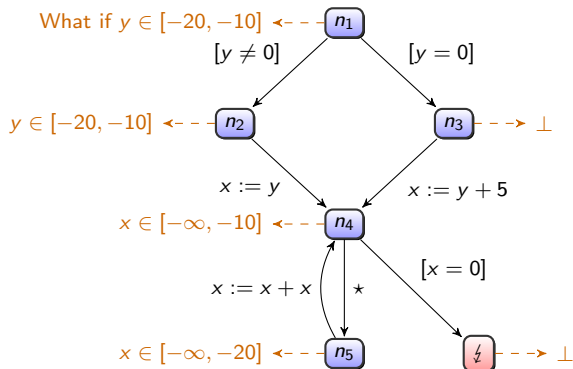 What if y ∈ [−20, −10]
n1
[y ≠ 0]
[y = 0]
y ∈ [−20, −10]
n2
n3
⊥
x := y
x := y + 5
x ∈ [−∞, −10]
n4
[x = 0]
x := x + x
⋆
x ∈ [−∞, −20]
n5
↯
⊥